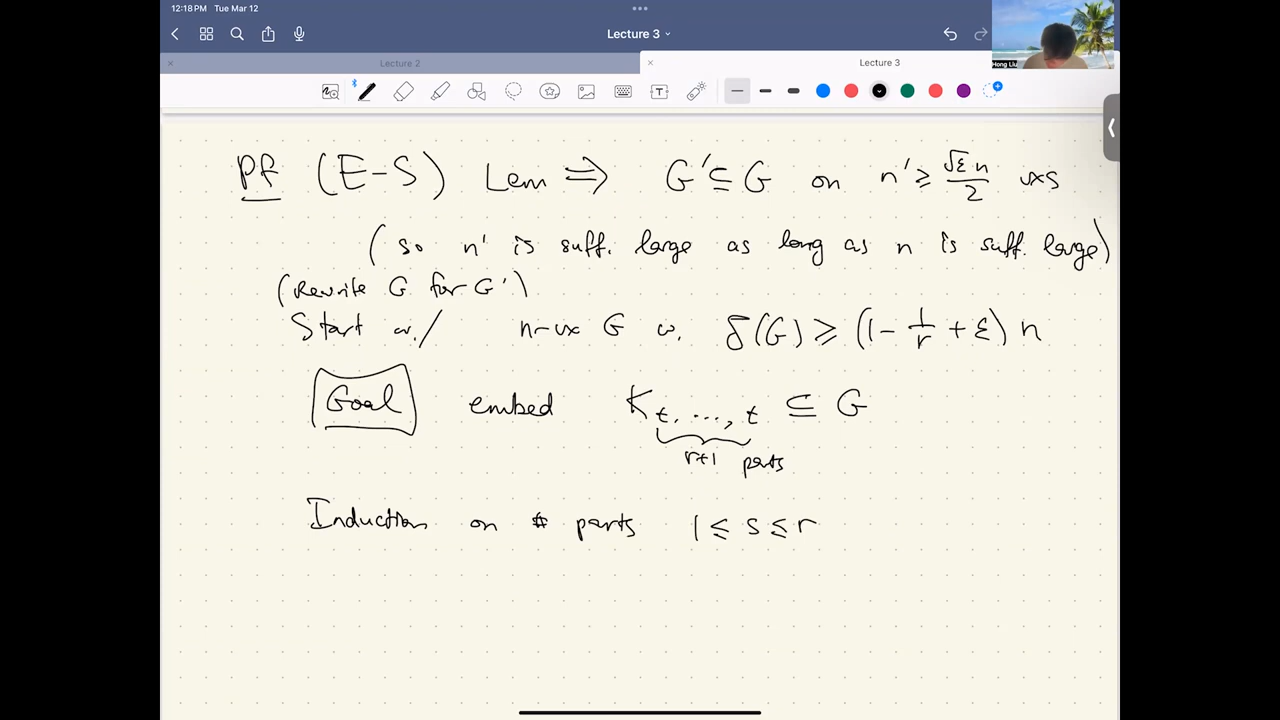 12:18 PM Tue Mar 12
Lecture 3
Hong Liu
Lecture 2
Lecture 3
Pf (E-S) Lem ⇒ G' ⊆ G on n' ≥ √ε n / 2 vxs
(so n' is suff. large as long as n is suff. large)
(Rewrite G for G')
Start w./ n-vx G w. δ(G) ≥ (1 - 1/r + ε) n
Goal embed K_{t, ..., t} ⊆ G
r+1 parts
Induction on # parts 1 ≤ s ≤ r